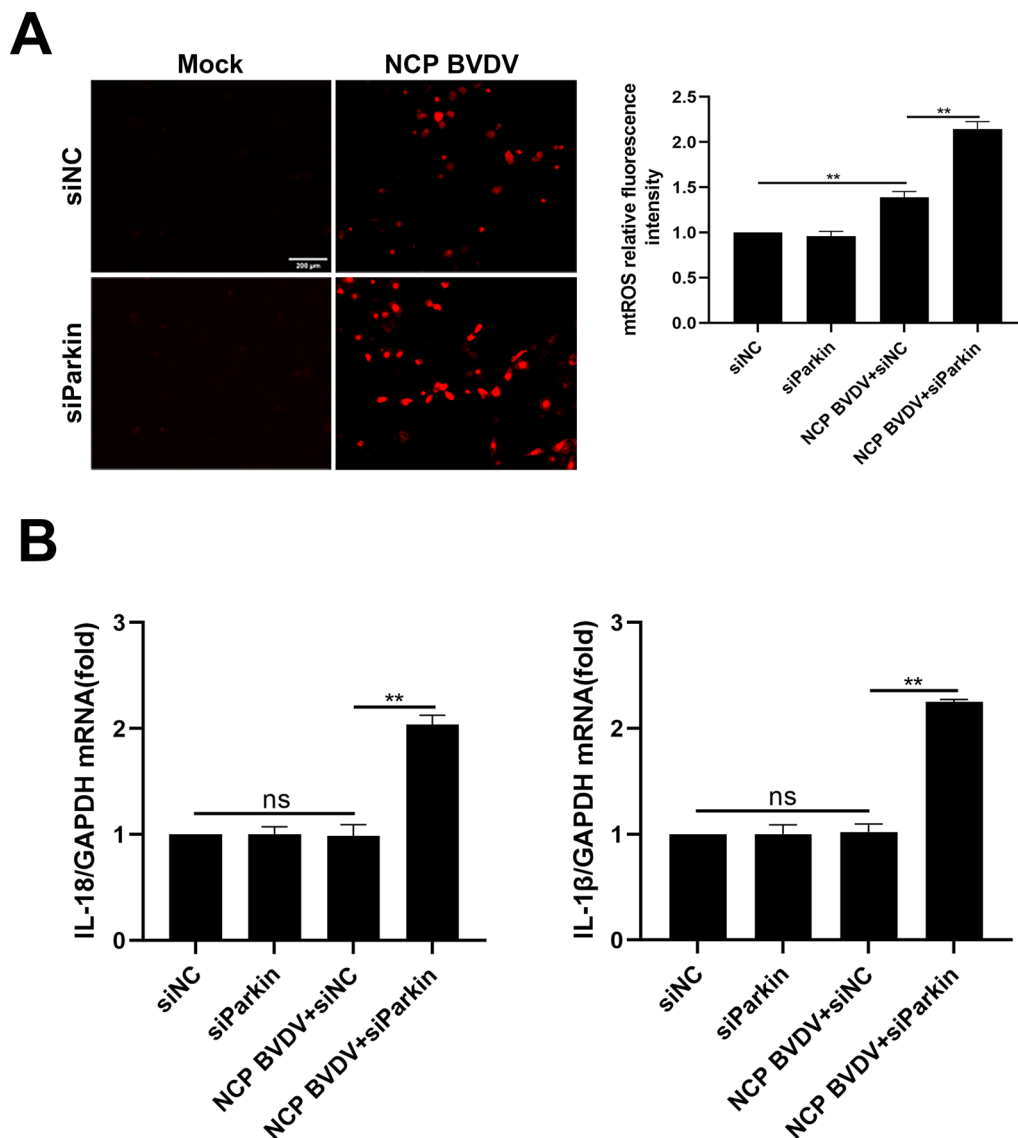 A
Mock
NCP BVDV
siNC
siParkin
200 μm
mtROS relative fluorescence
intensity
2.5
2.0
1.5
1.0
0.5
0.0
**
**
siNC
siParkin
NCP BVDV+siNC
NCP BVDV+siParkin
B
IL-18/GAPDH mRNA(fold)
3
2
1
0
ns
**
siNC
siParkin
NCP BVDV+siNC
NCP BVDV+siParkin
IL-1β/GAPDH mRNA(fold)
3
2
1
0
ns
**
siNC
siParkin
NCP BVDV+siNC
NCP BVDV+siParkin